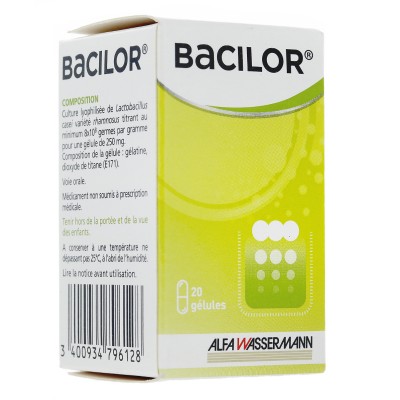 BACILOR®
COMPOSITION
Culture lyophilisée de Lactobacillus
casei variété rhamnosus titrant au
minimum 8x10⁸ germes par gramme
pour une gélule de 250 mg.
Composition de la gélule : gélatine,
dioxyde de titane (E171).
Voie orale.
Médicament non soumis à prescription
médicale.
Tenir hors de la portée et de la vue
des enfants.
A conserver à une température ne
dépassant pas 25°C, à l'abri de l'humidité.
Lire la notice avant utilisation.
3 400934 796128
BACILOR®
20
gélules
ALFA WASSERMANN